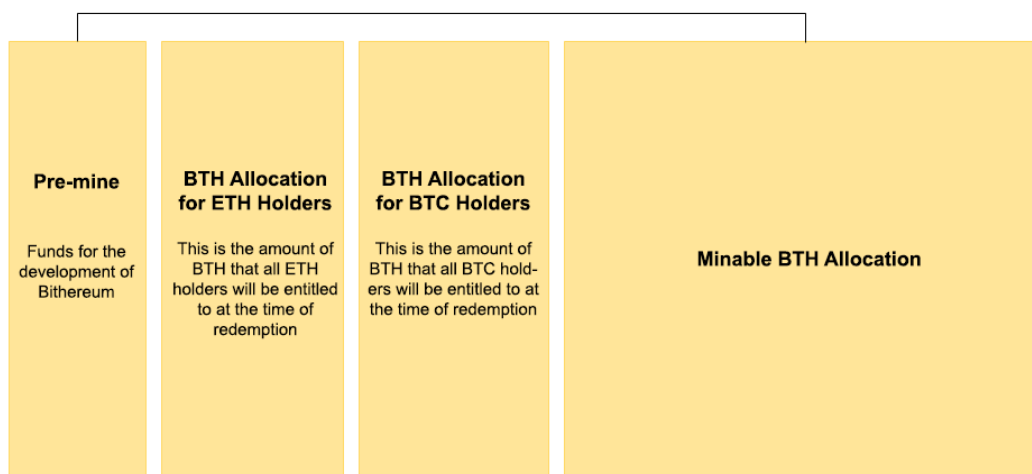 Pre-mine
Funds for the
development of
Bithereum
BTH Allocation
for ETH Holders
This is the amount of
BTH that all ETH
holders will be entitled
to at the time of
redemption
BTH Allocation
for BTC Holders
This is the amount of
BTH that all BTC hold-
ers will be entitled to at
the time of redemption
Minable BTH Allocation